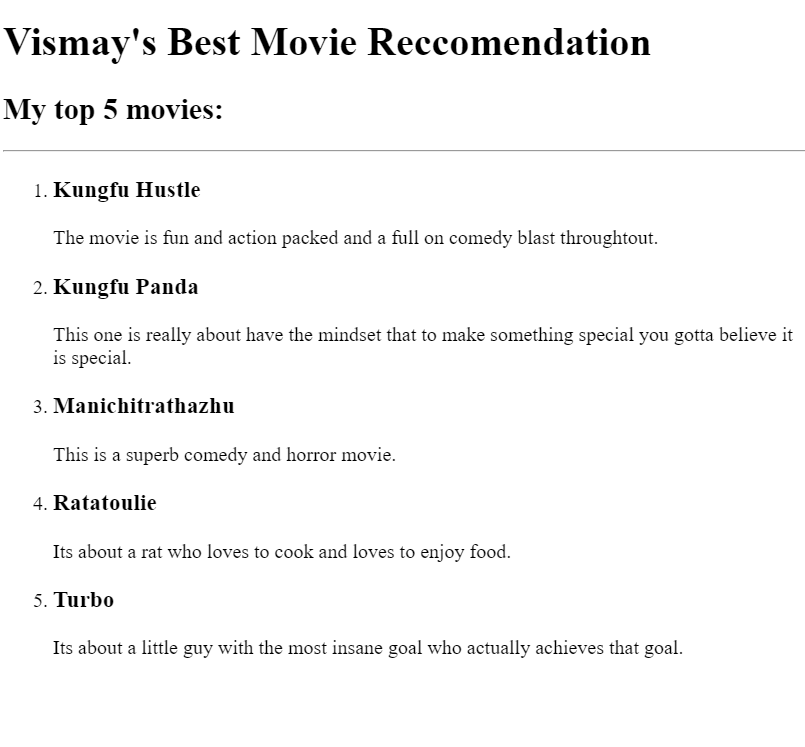 Vismay's Best Movie Reccomendation
My top 5 movies:
1. Kungfu Hustle
The movie is fun and action packed and a full on comedy blast throughtout.
2. Kungfu Panda
This one is really about have the mindset that to make something special you gotta believe it
is special.
3. Manichitrathazhu
This is a superb comedy and horror movie.
4. Ratatoulie
Its about a rat who loves to cook and loves to enjoy food.
5. Turbo
Its about a little guy with the most insane goal who actually achieves that goal.